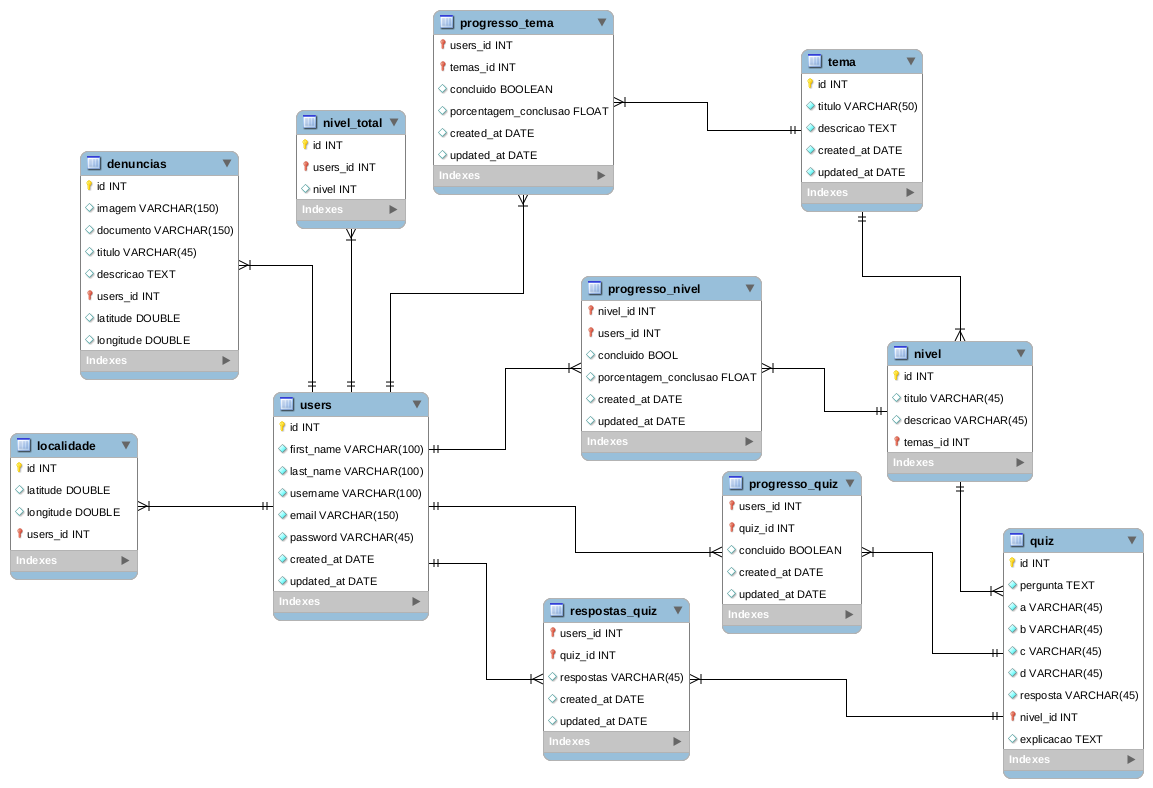 progresso_tema
users_id INT
temas_id INT
concluido BOOLEAN
porcentagem_conclusao FLOAT
created_at DATE
updated_at DATE
Indexes
tema
id INT
titulo VARCHAR(50)
descricao TEXT
created_at DATE
updated_at DATE
Indexes
nivel_total
id INT
users_id INT
nivel INT
Indexes
denuncias
id INT
imagem VARCHAR(150)
documento VARCHAR(150)
titulo VARCHAR(45)
descricao TEXT
users_id INT
latitude DOUBLE
longitude DOUBLE
Indexes
progresso_nivel
nivel_id INT
users_id INT
concluido BOOL
porcentagem_conclusao FLOAT
created_at DATE
updated_at DATE
Indexes
nivel
id INT
titulo VARCHAR(45)
descricao VARCHAR(45)
temas_id INT
Indexes
users
id INT
first_name VARCHAR(100)
last_name VARCHAR(100)
username VARCHAR(100)
email VARCHAR(150)
password VARCHAR(45)
created_at DATE
updated_at DATE
Indexes
localidade
id INT
latitude DOUBLE
longitude DOUBLE
users_id INT
Indexes
progresso_quiz
users_id INT
quiz_id INT
concluido BOOLEAN
created_at DATE
updated_at DATE
Indexes
quiz
id INT
pergunta TEXT
a VARCHAR(45)
b VARCHAR(45)
c VARCHAR(45)
d VARCHAR(45)
resposta VARCHAR(45)
nivel_id INT
explicacao TEXT
Indexes
respostas_quiz
users_id INT
quiz_id INT
respostas VARCHAR(45)
created_at DATE
updated_at DATE
Indexes